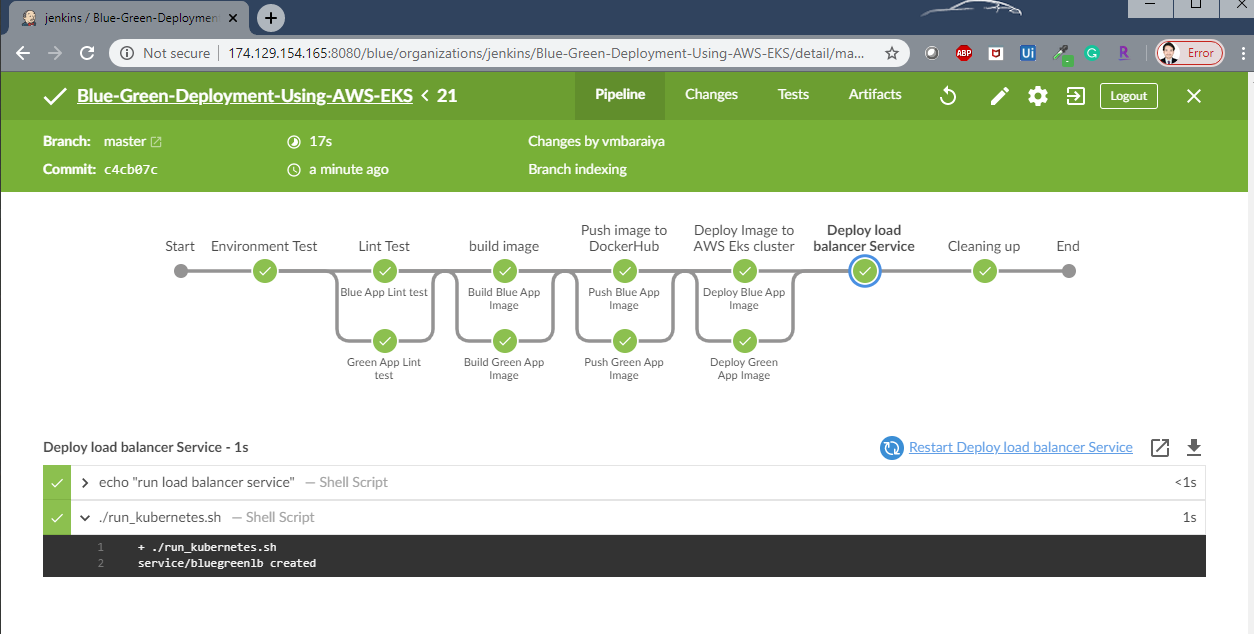 jenkins / Blue-Green-Deployment
Not secure | 174.129.154.165:8080/blue/organizations/jenkins/Blue-Green-Deployment-Using-AWS-EKS/detail/ma...
ABP
Ui
G
R
Error
Blue-Green-Deployment-Using-AWS-EKS < 21
Pipeline
Changes
Tests
Artifacts
Logout
Branch: master
17s
Changes by vmbaraiya
Commit: c4cb07c
a minute ago
Branch indexing
Start
Environment Test
Lint Test
build image
Push image to
DockerHub
Deploy Image to
AWS Eks cluster
Deploy load
balancer Service
Cleaning up
End
Blue App Lint test
Build Blue App
Image
Push Blue App
Image
Deploy Blue App
Image
Green App Lint
test
Build Green App
Image
Push Green App
Image
Deploy Green
App Image
Deploy load balancer Service - 1s
Restart Deploy load balancer Service
echo "run load balancer service" — Shell Script
<1s
./run_kubernetes.sh — Shell Script
1s
1 + ./run_kubernetes.sh
2 service/bluegreenlb created